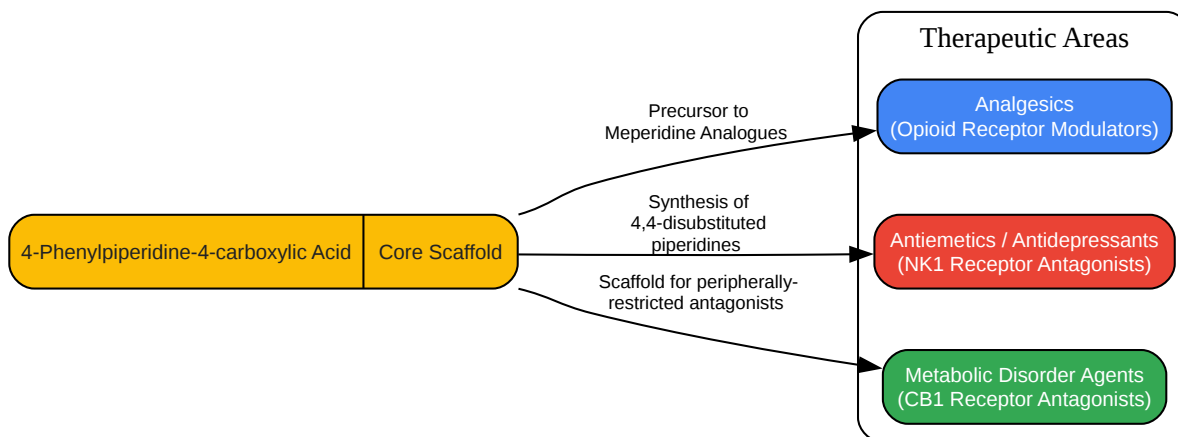 Therapeutic Areas
Analgesics
(Opioid Receptor Modulators)
Precursor to
Meperidine Analogues
Synthesis of
4,4-disubstituted
piperidines
4-Phenylpiperidine-4-carboxylic Acid
Core Scaffold
Antiemetics / Antidepressants
(NK1 Receptor Antagonists)
Scaffold for peripherally-
restricted antagonists
Metabolic Disorder Agents
(CB1 Receptor Antagonists)